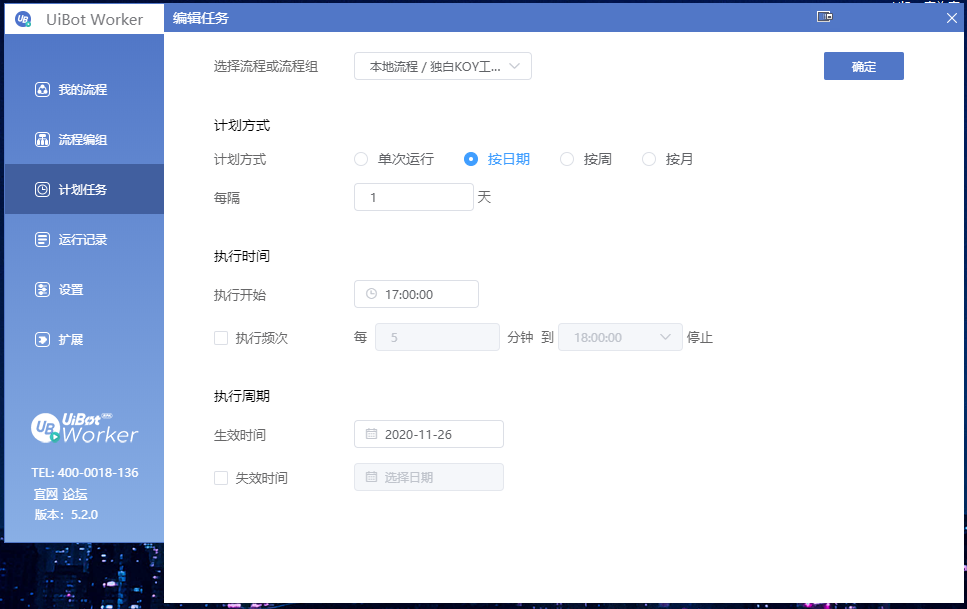 UiBot Worker
编辑任务
我的流程
流程编组
计划任务
运行记录
设置
扩展
UiBot
UB Worker
TEL: 400-0018-136
官网 论坛
版本：5.2.0
选择流程或流程组 本地流程 / 独白KOY工... 确定
计划方式
计划方式 单次运行 按日期 按周 按月
每隔 1 天
执行时间
执行开始 17:00:00
执行频次 每 5 分钟 到 18:00:00 停止
执行周期
生效时间 2020-11-26
失效时间 选择日期